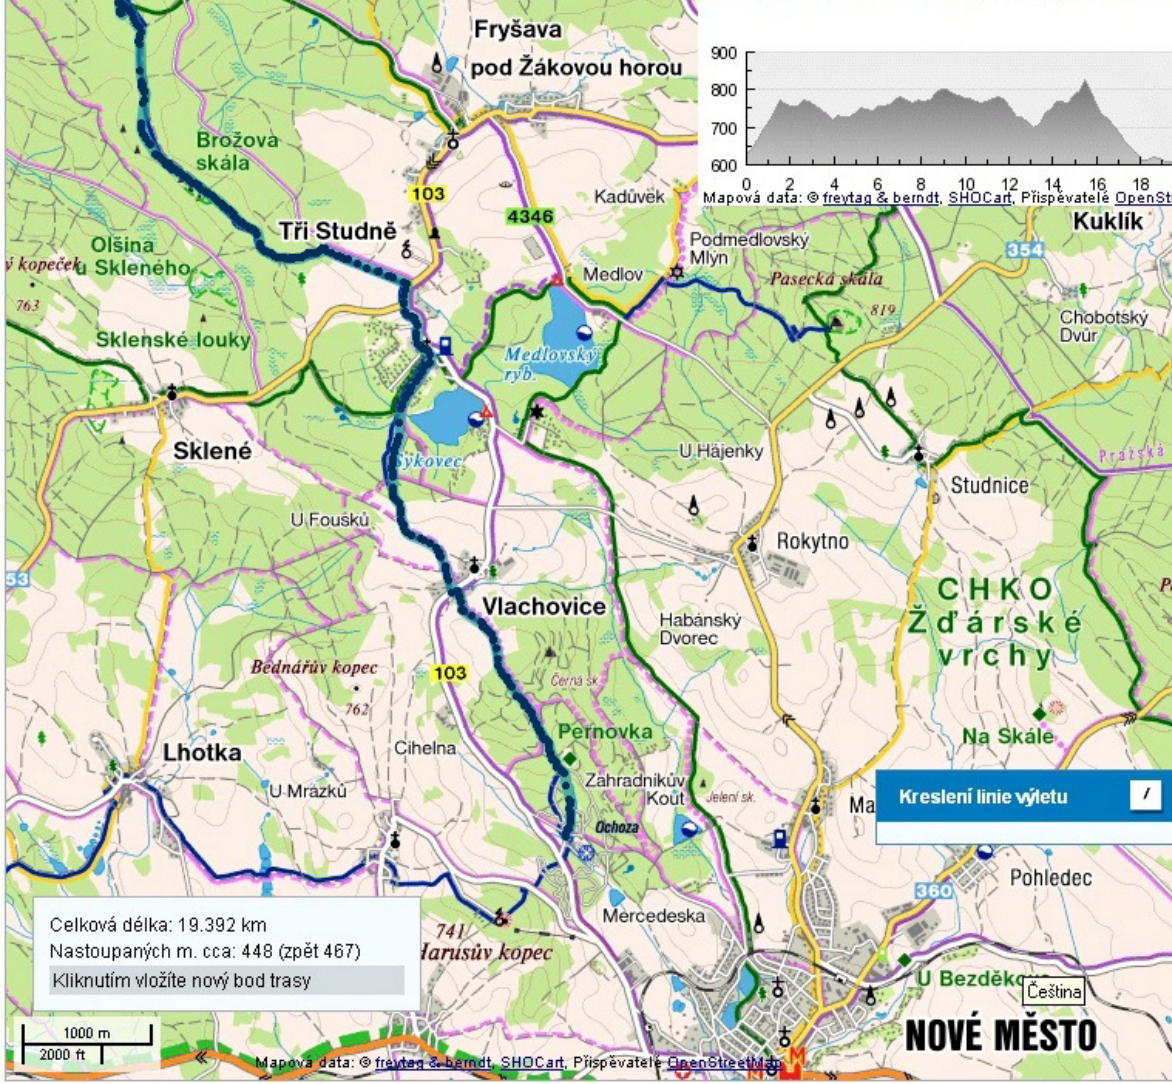 Fryšava
pod Žákovou horou
900
800
700
600
0 2 4 6 8 10 12 14 16 18
Mapová data: © freytag & berndt, SHOCart, Přispěvatelé OpenSt
Brožova
skála
103
Kadůvek
4346
Kuklík
Tři Studně
Podmedlovský
Mlýn
354
Olšina
u Skleného
ý kopeček
763
Medlov
Pasecká skála
819
Chobotský
Dvůr
Sklenské louky
Medlovský
ryb.
Sklené
Sykovec
U Hájenky
Pražská
Studnice
U Foušků
Rokytno
53
CHKO
Žďárské
vrchy
Vlachovice
Habánský
Dvorec
Bednářův kopec
762
103
Černá sk.
Pernovka
Na Skále
Lhotka
Cihelna
U Mrázků
Zahradníkův
Kout
Jelení sk.
Kreslení linie výletu
/
Ma
Ochoza
360
Pohledec
Mercedeska
Celková délka: 19.392 km
Nastoupaných m. cca: 448 (zpět 467)
Kliknutím vložíte nový bod trasy
741
Harusův kopec
U Bezděkov
Čeština
NOVÉ MĚSTO
1000 m
2000 ft
Mapová data: © freytag & berndt, SHOCart, Přispěvatelé OpenStreetMap